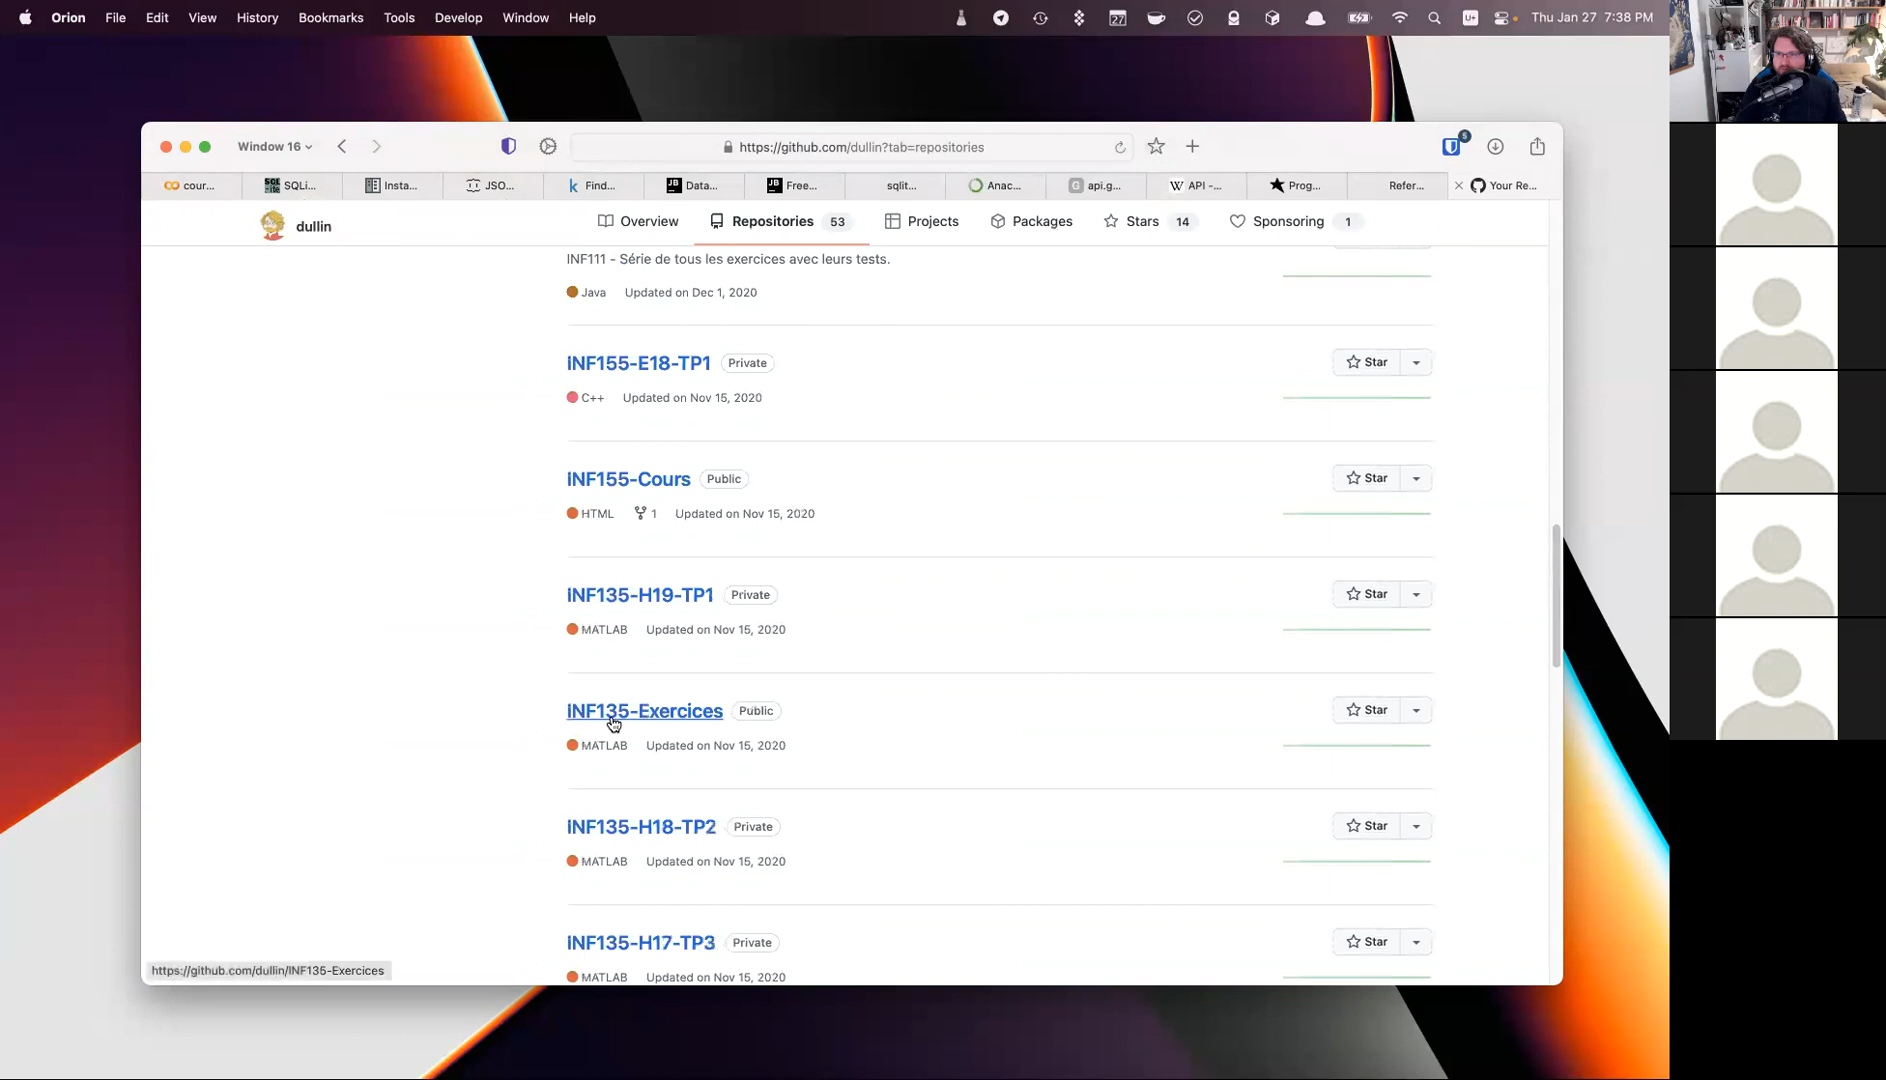 Orion File Edit View History Bookmarks Tools Develop Window Help 27 U+ Thu Jan 27 7:38 PM
Window 16 https://github.com/dullin?tab=repositories 5
cour... SQLi... Insta... JSO... Find... Data... Free... sqlit... Anac... api.g... API -... Prog... Refer... Your Re...
dullin Overview Repositories 53 Projects Packages Stars 14 Sponsoring 1
INF111 - Série de tous les exercices avec leurs tests.
Java Updated on Dec 1, 2020
INF155-E18-TP1 Private Star
C++ Updated on Nov 15, 2020
INF155-Cours Public Star
HTML 1 Updated on Nov 15, 2020
INF135-H19-TP1 Private Star
MATLAB Updated on Nov 15, 2020
INF135-Exercices Public Star
MATLAB Updated on Nov 15, 2020
INF135-H18-TP2 Private Star
MATLAB Updated on Nov 15, 2020
INF135-H17-TP3 Private Star
MATLAB Updated on Nov 15, 2020
https://github.com/dullin/INF135-Exercices